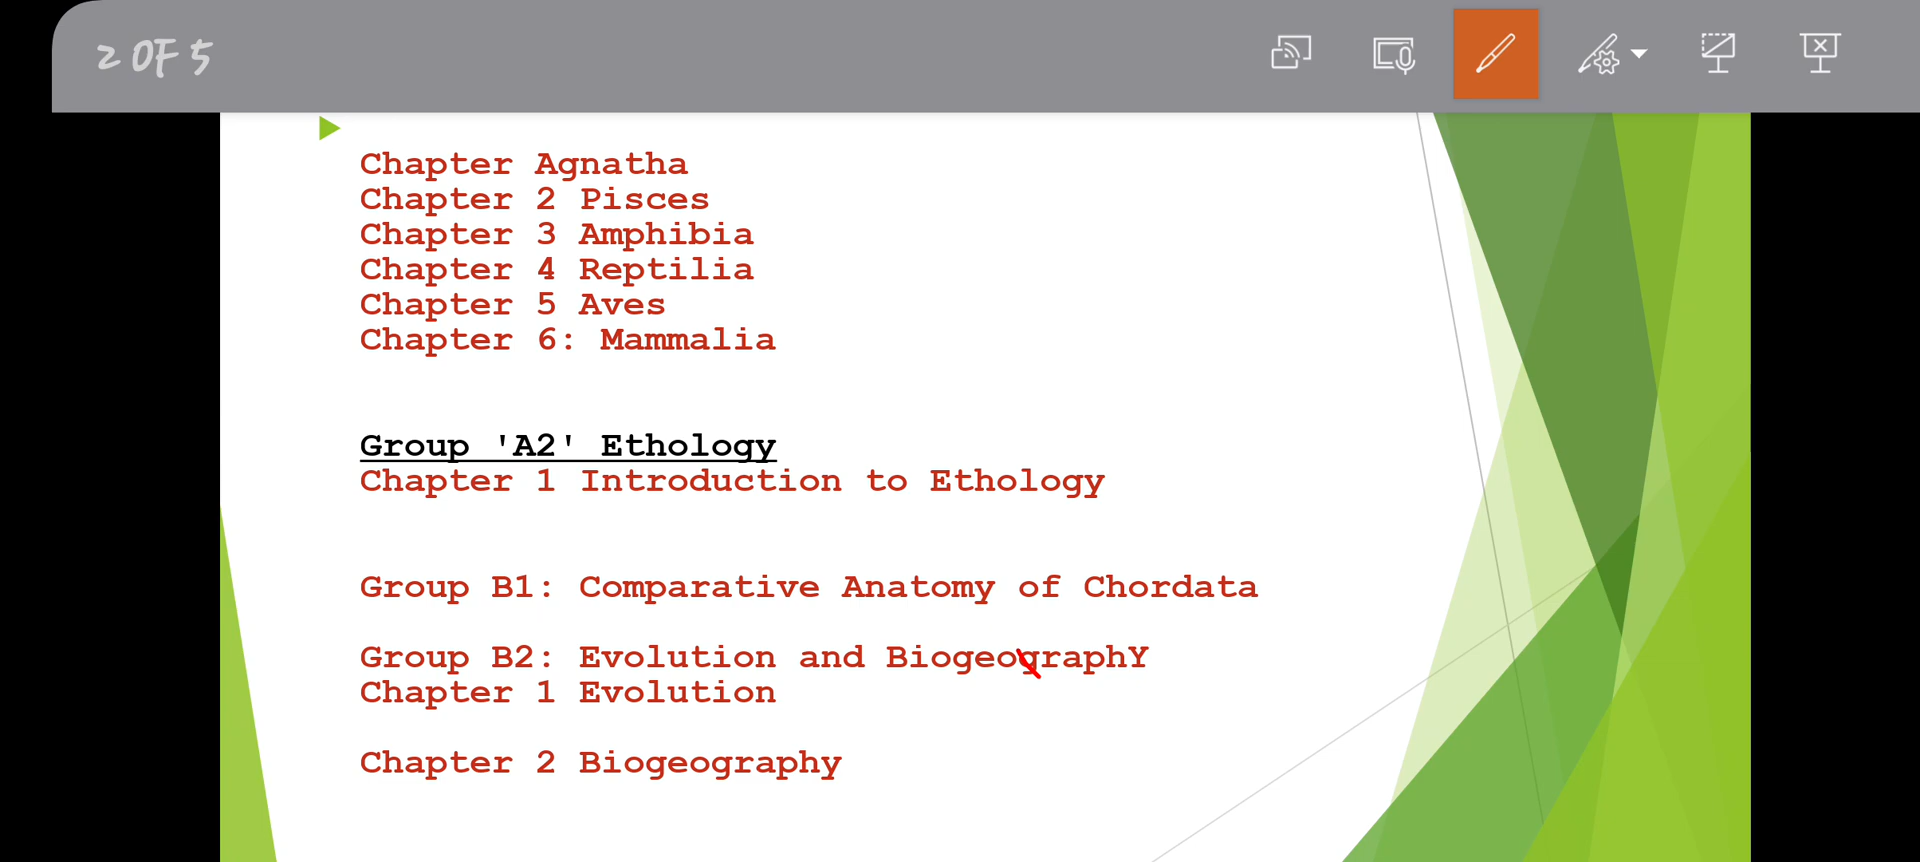 2 OF 5
Chapter Agnatha
Chapter 2 Pisces
Chapter 3 Amphibia
Chapter 4 Reptilia
Chapter 5 Aves
Chapter 6: Mammalia
Group 'A2' Ethology
Chapter 1 Introduction to Ethology
Group B1: Comparative Anatomy of Chordata
Group B2: Evolution and BiogeographY
Chapter 1 Evolution
Chapter 2 Biogeography